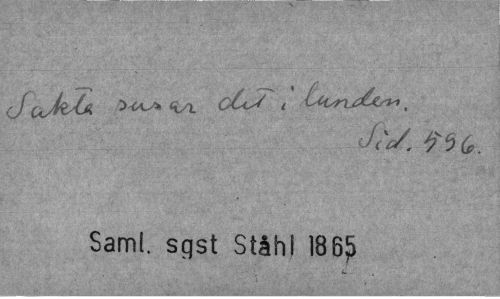 Sakta susar det i lunden.
Sid. 596.
Saml. sgst Ståhl 1865